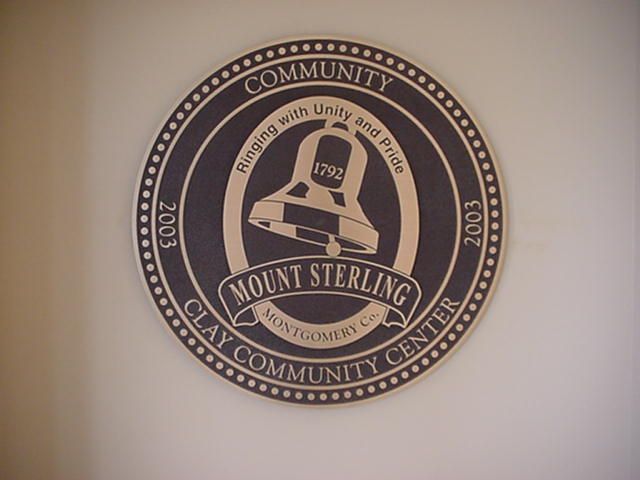 COMMUNITY
Ringing with Unity and Pride
1792
2003
2003
MOUNT STERLING
MONTGOMERY Co.
CLAY COMMUNITY CENTER